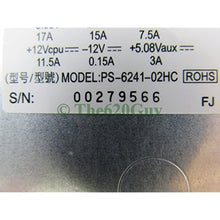 17A 15A 7.5A
+12Vcpu -12V +5.08Vaux
11.5A 0.15A 3A
(型号/型號)MODEL:PS-6241-02HC ROHS
S/N: 00279566 FJ
© The620Guy